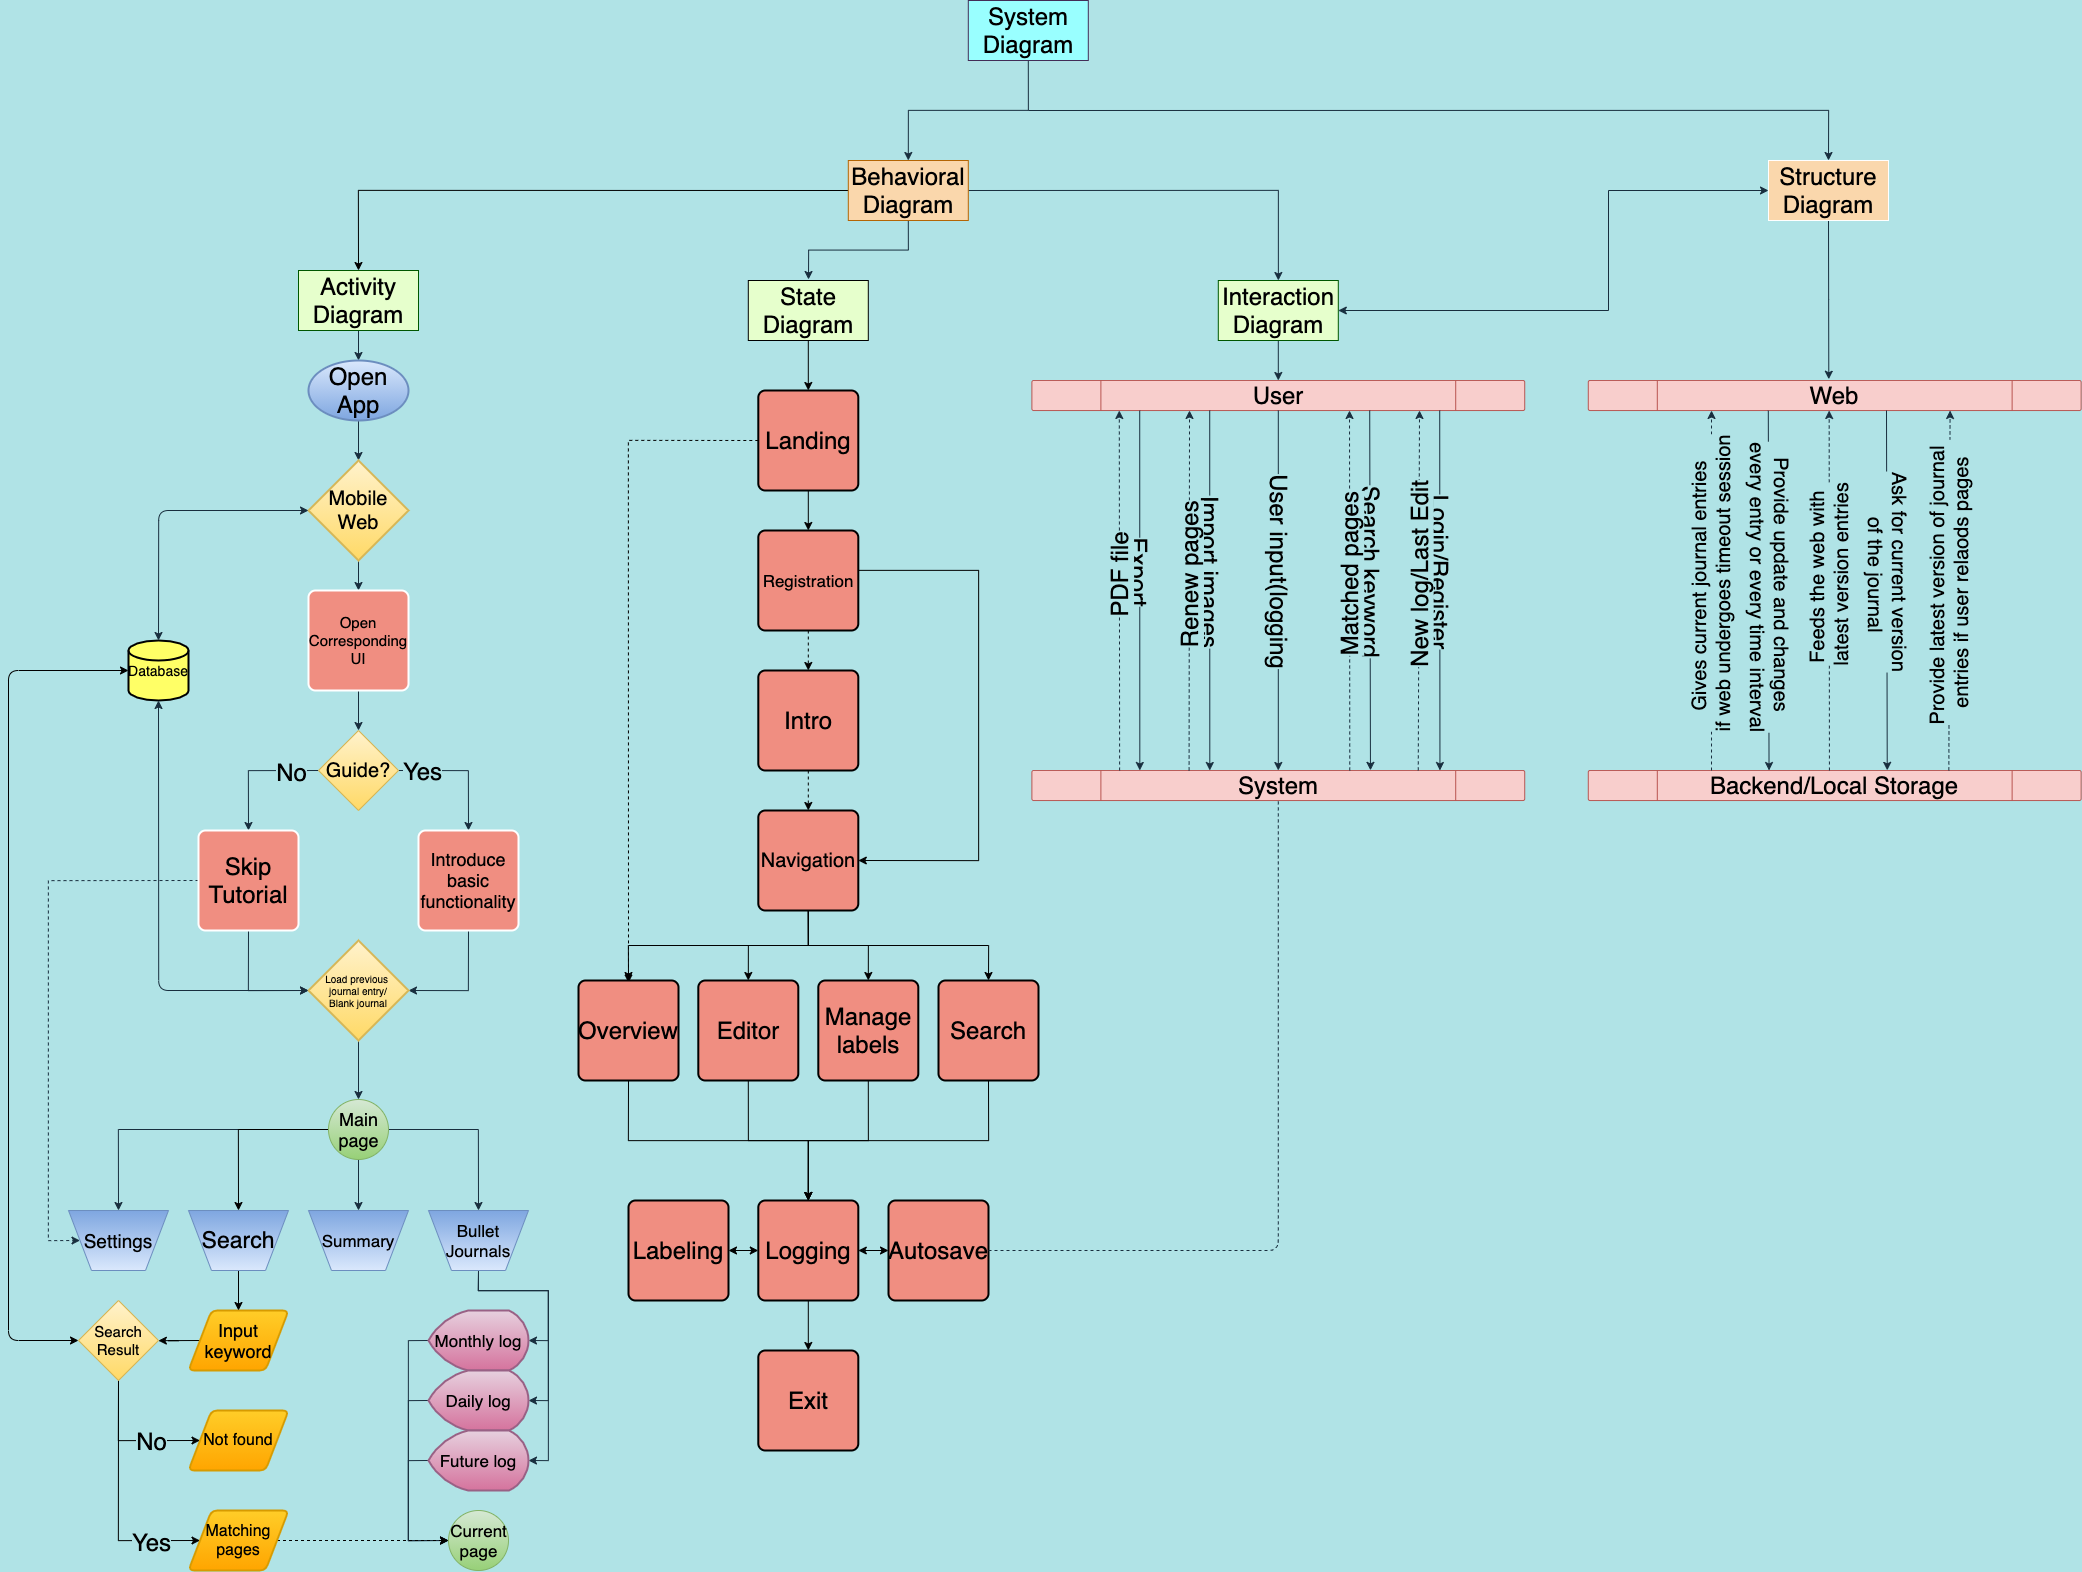 System
Diagram
Behavioral
Diagram
Structure
Diagram
Activity
Diagram
State
Diagram
Interaction
Diagram
Open
App
Mobile
Web
Open
Corresponding
UI
Database
Guide?
No
Yes
Skip
Tutorial
Introduce
basic
functionality
Load previous
journal entry/
Blank journal
Main
page
Settings
Search
Summary
Bullet
Journals
Search
Result
Input
keyword
No
Not found
Yes
Matching
pages
Monthly log
Daily log
Future log
Current
page
Landing
Registration
Intro
Navigation
Overview
Editor
Manage
labels
Search
Labeling
Logging
Autosave
Exit
User
PDF file
Export
Renew pages
Import images
User input(logging
Matched pages
Search keyword
New log/Last Edit
Login/Register
System
Web
Gives current journal entries
if web undergoes timeout session
Provide update and changes
every entry or every time interval
Feeds the web with
latest version entries
Ask for current version
of the journal
Provide latest version of journal
entries if user relaods pages
Backend/Local Storage